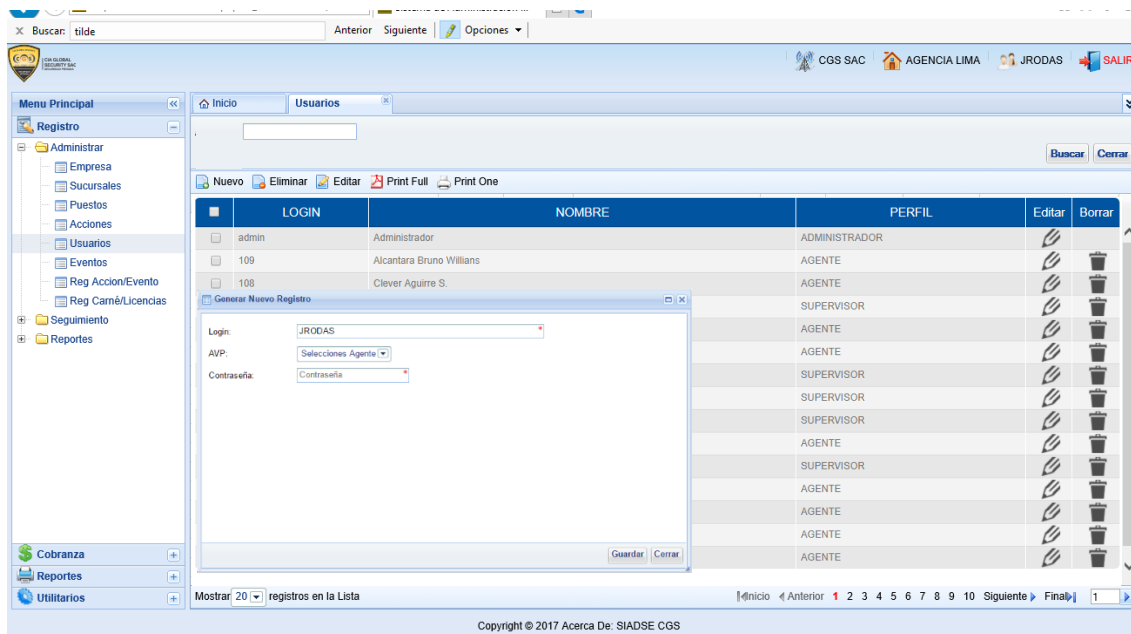 x Buscar: tilde Anterior Siguiente Opciones
CIA GLOBAL
SECURITY SAC
CGS SAC AGENCIA LIMA JRODAS SALIR
Menu Principal
Inicio Usuarios
Registro
Administrar
Empresa
Sucursales
Puestos
Acciones
Usuarios
Eventos
Reg Accion/Evento
Reg Carné/Licencias
Seguimiento
Reportes
Cobranza
Reportes
Utilitarios
Buscar Cerrar
Nuevo Eliminar Editar Print Full Print One
LOGIN NOMBRE PERFIL Editar Borrar
admin Administrador ADMINISTRADOR
109 Alcantara Bruno Willians AGENTE
108 Clever Aguirre S. AGENTE
SUPERVISOR
AGENTE
AGENTE
SUPERVISOR
SUPERVISOR
SUPERVISOR
AGENTE
SUPERVISOR
AGENTE
AGENTE
AGENTE
AGENTE
Generar Nuevo Registro
Login: JRODAS *
AVP: Selecciones Agente
Contraseña: Contraseña *
Guardar Cerrar
Mostrar 20 registros en la Lista
Inicio Anterior 1 2 3 4 5 6 7 8 9 10 Siguiente Final 1
Copyright © 2017 Acerca De: SIADSE CGS